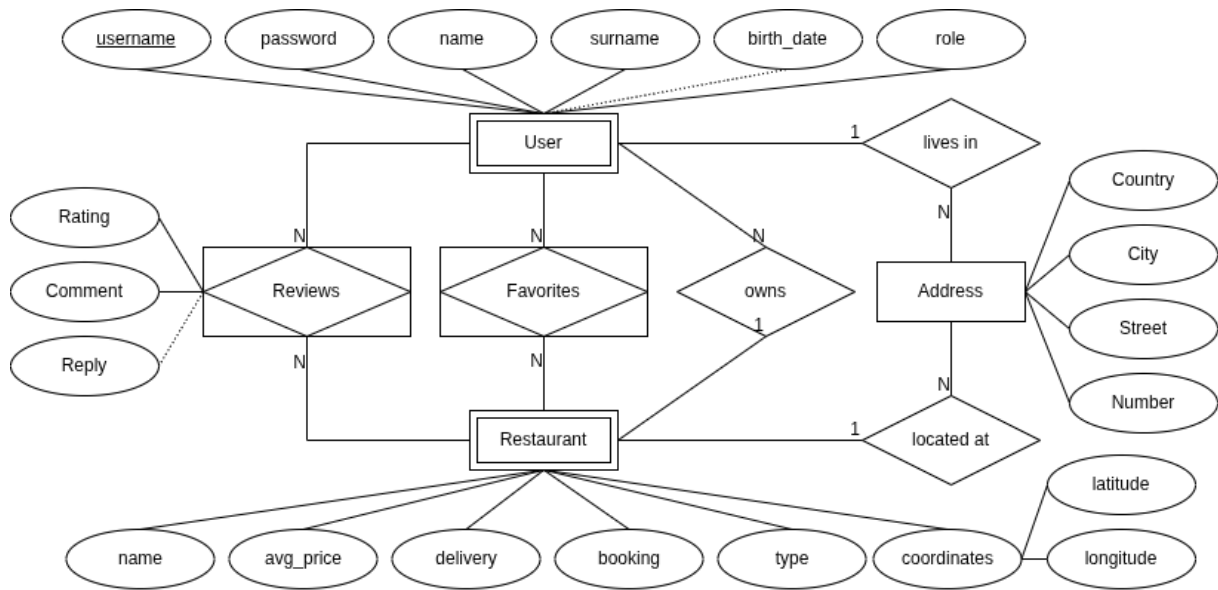 username
password
name
surname
birth_date
role
User
1
lives in
Country
Rating
N
N
N
N
City
Comment
Reviews
Favorites
owns
Address
Street
1
Reply
N
N
N
Number
Restaurant
1
located at
latitude
name
avg_price
delivery
booking
type
coordinates
longitude